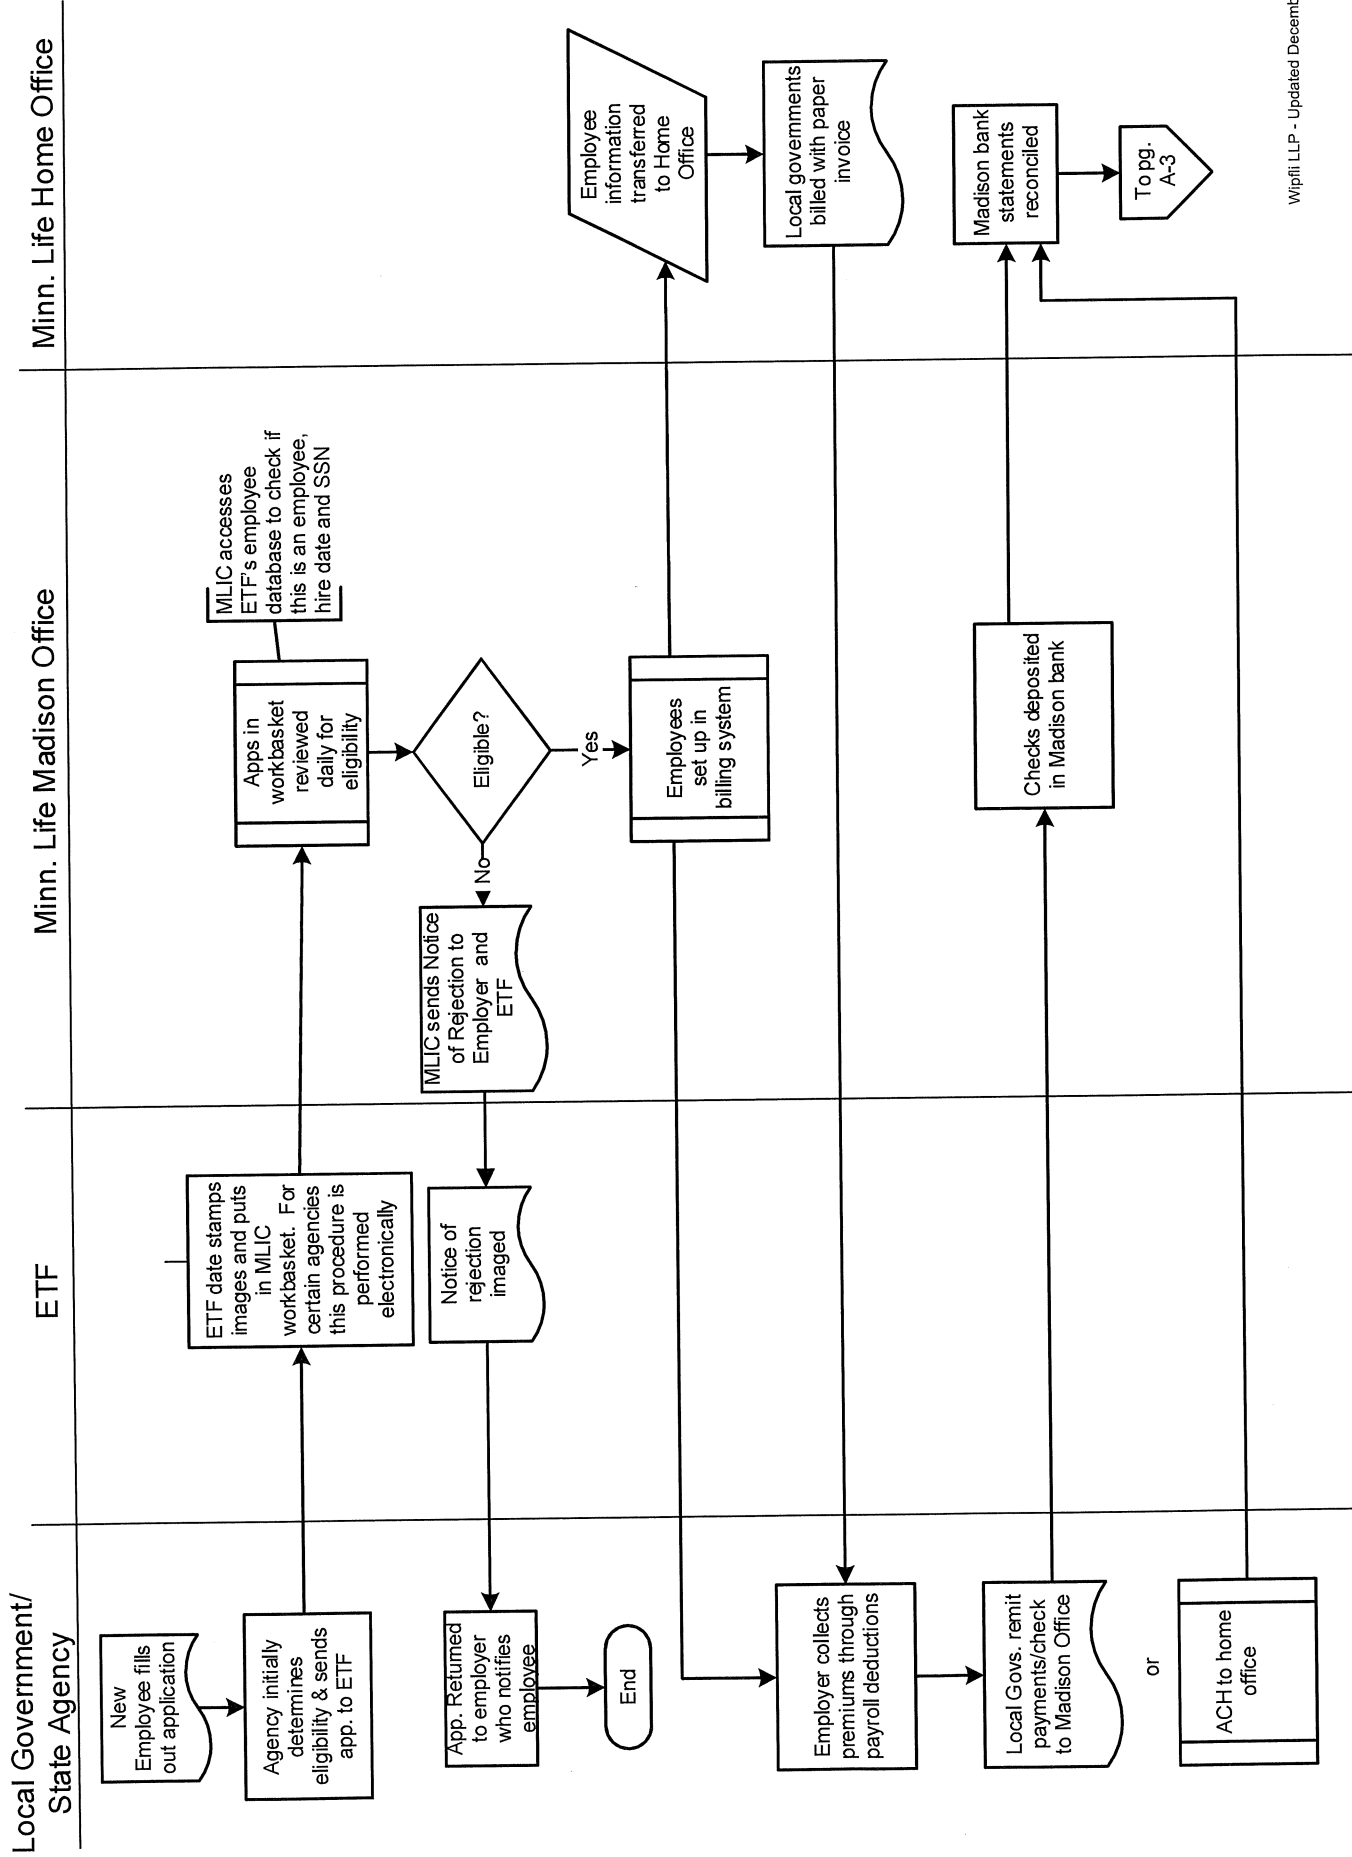 Local Government/
State Agency
ETF
Minn. Life Madison Office
Minn. Life Home Office
New
Employee fills
out application
Agency initially
determines
eligibility & sends
app. to ETF
ETF date stamps
images and puts
in MLIC
workbasket. For
certain agencies
this procedure is
performed
electronically
Apps in
workbasket
reviewed
daily for
eligibility
MLIC accesses
ETF's employee
database to check if
this is an employee,
hire date and SSN
Eligible?
No
Yes
MLIC sends Notice
of Rejection to
Employer and
ETF
Notice of
rejection
imaged
App. Returned
to employer
who notifies
employee
End
Employees
set up in
billing system
Employee
information
transferred
to Home
Office
Local governments
billed with paper
invoice
Employer collects
premiums through
payroll deductions
Local Govs. remit
payments/check
to Madison Office
or
ACH to home
office
Checks deposited
in Madison bank
Madison bank
statements
reconciled
To pg.
A-3
Wipfli LLP - Updated Decemb